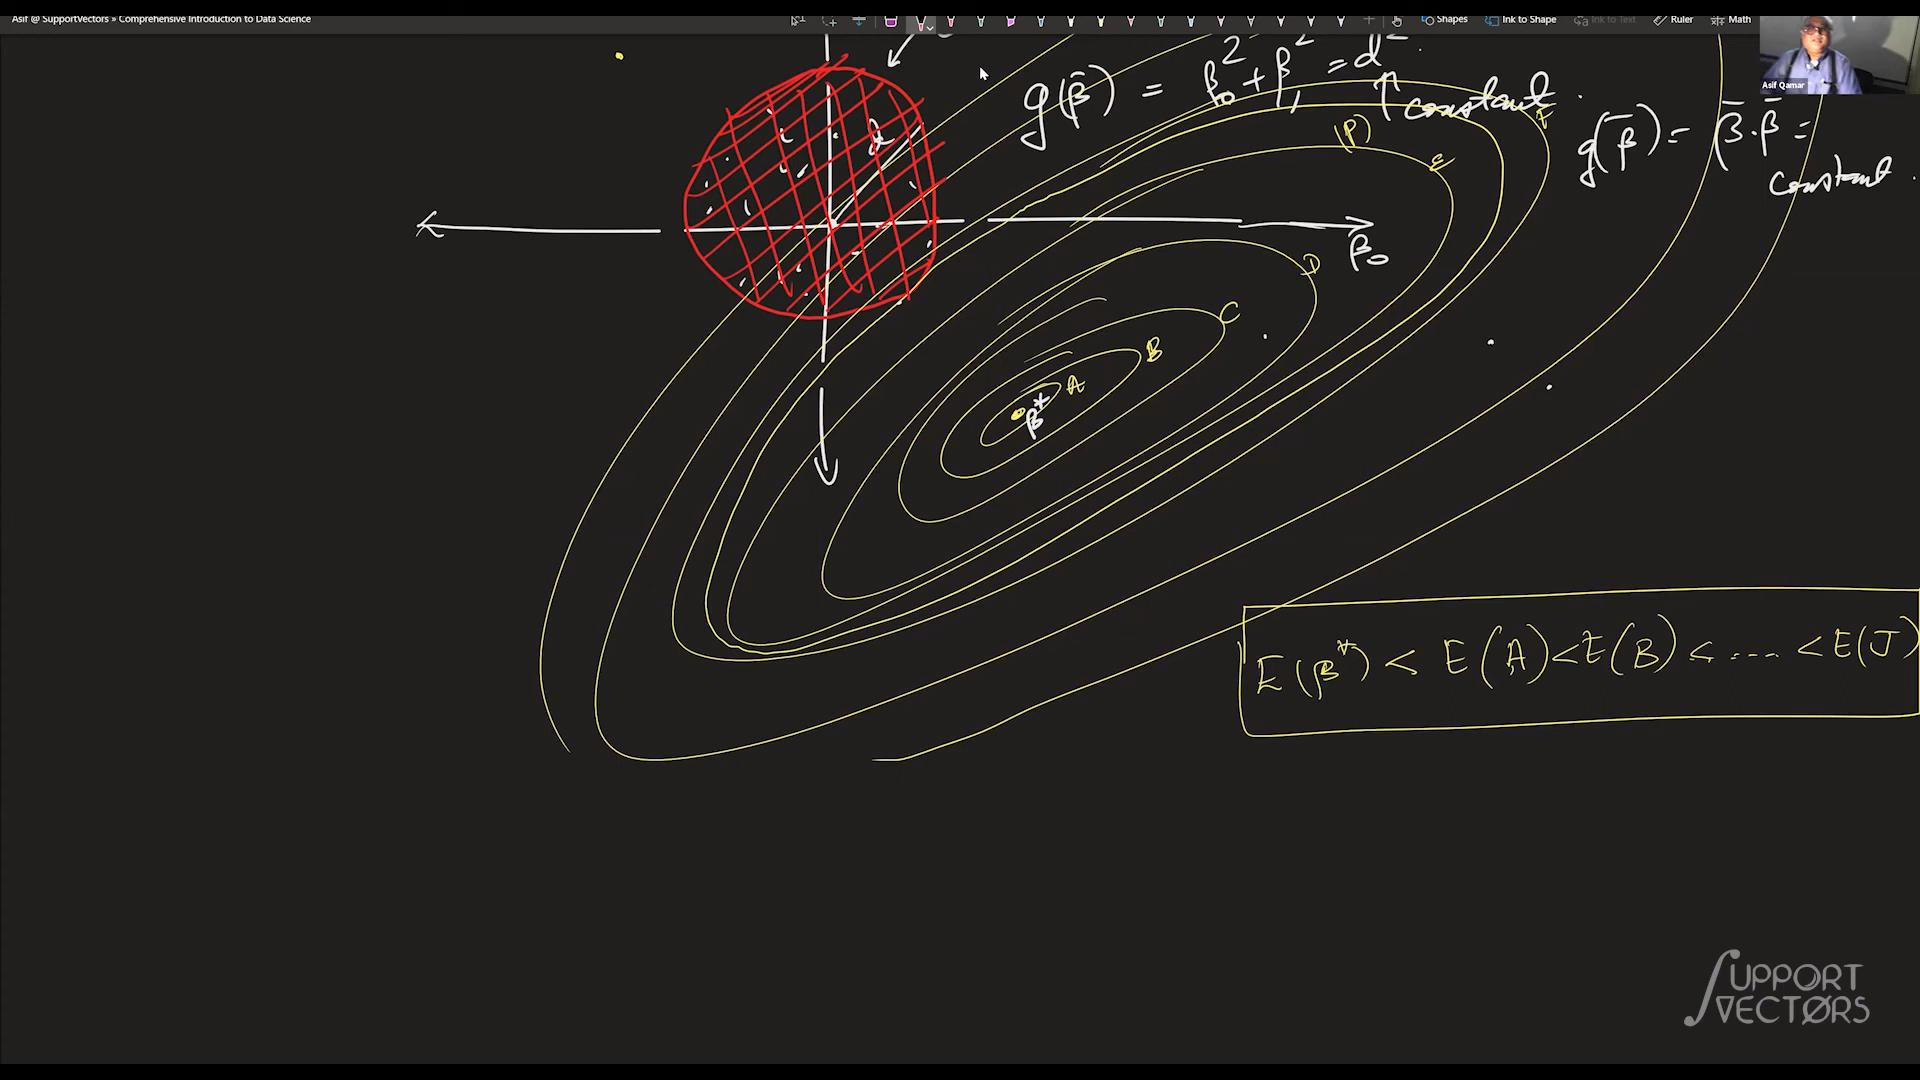 Asif @ SupportVectors » Comprehensive Introduction to Data Science
Shapes
Ink to Shape
Ink to Text
Ruler
Math
Asif Qamar
g(β̄) = β₀² + β₁² = d²
↑ constant.
g(β̄) = β̄·β̄ =
constant.
d
(P)
E
D
β₀
C
B
A
β*
E(β*) < E(A) < E(B) < .... < E(J)
SUPPORT
VECTORS